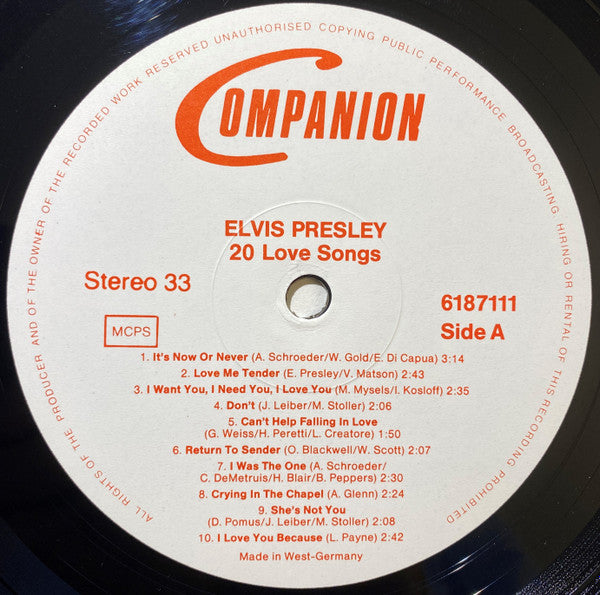 ALL RIGHTS OF THE PRODUCER AND OF THE OWNER OF THE RECORDED WORK RESERVED UNAUTHORISED COPYING PUBLIC PERFORMANCE BROADCASTING HIRING OR RENTAL OF THIS RECORDING PROHIBITED
COMPANION
ELVIS PRESLEY
20 Love Songs
Stereo 33
6187111
MCPS
Side A
1. It's Now Or Never (A. Schroeder/W. Gold/E. Di Capua) 3:14
2. Love Me Tender (E. Presley/V. Matson) 2:43
3. I Want You, I Need You, I Love You (M. Mysels/I. Kosloff) 2:35
4. Don't (J. Leiber/M. Stoller) 2:06
5. Can't Help Falling In Love
(G. Weiss/H. Peretti/L. Creatore) 1:50
6. Return To Sender (O. Blackwell/W. Scott) 2:07
7. I Was The One (A. Schroeder/
C. DeMetruis/H. Blair/B. Peppers) 2:30
8. Crying In The Chapel (A. Glenn) 2:24
9. She's Not You
(D. Pomus/J. Leiber/M. Stoller) 2:08
10. I Love You Because (L. Payne) 2:42
Made in West-Germany